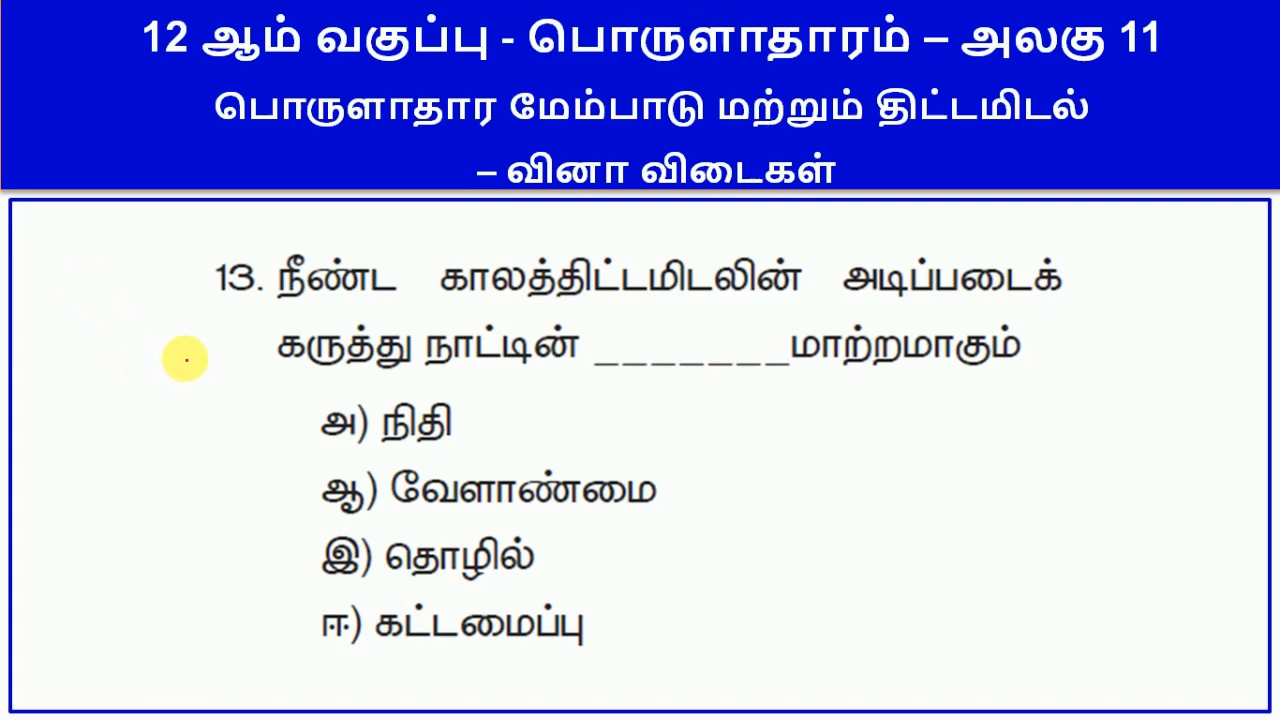 12 ஆம் வகுப்பு - பொருளாதாரம் – அலகு 11
பொருளாதார மேம்பாடு மற்றும் திட்டமிடல்
– வினா விடைகள்
13. நீண்ட காலத்திட்டமிடலின் அடிப்படைக்
கருத்து நாட்டின் _______மாற்றமாகும்
அ) நிதி
ஆ) வேளாண்மை
இ) தொழில்
ஈ) கட்டமைப்பு